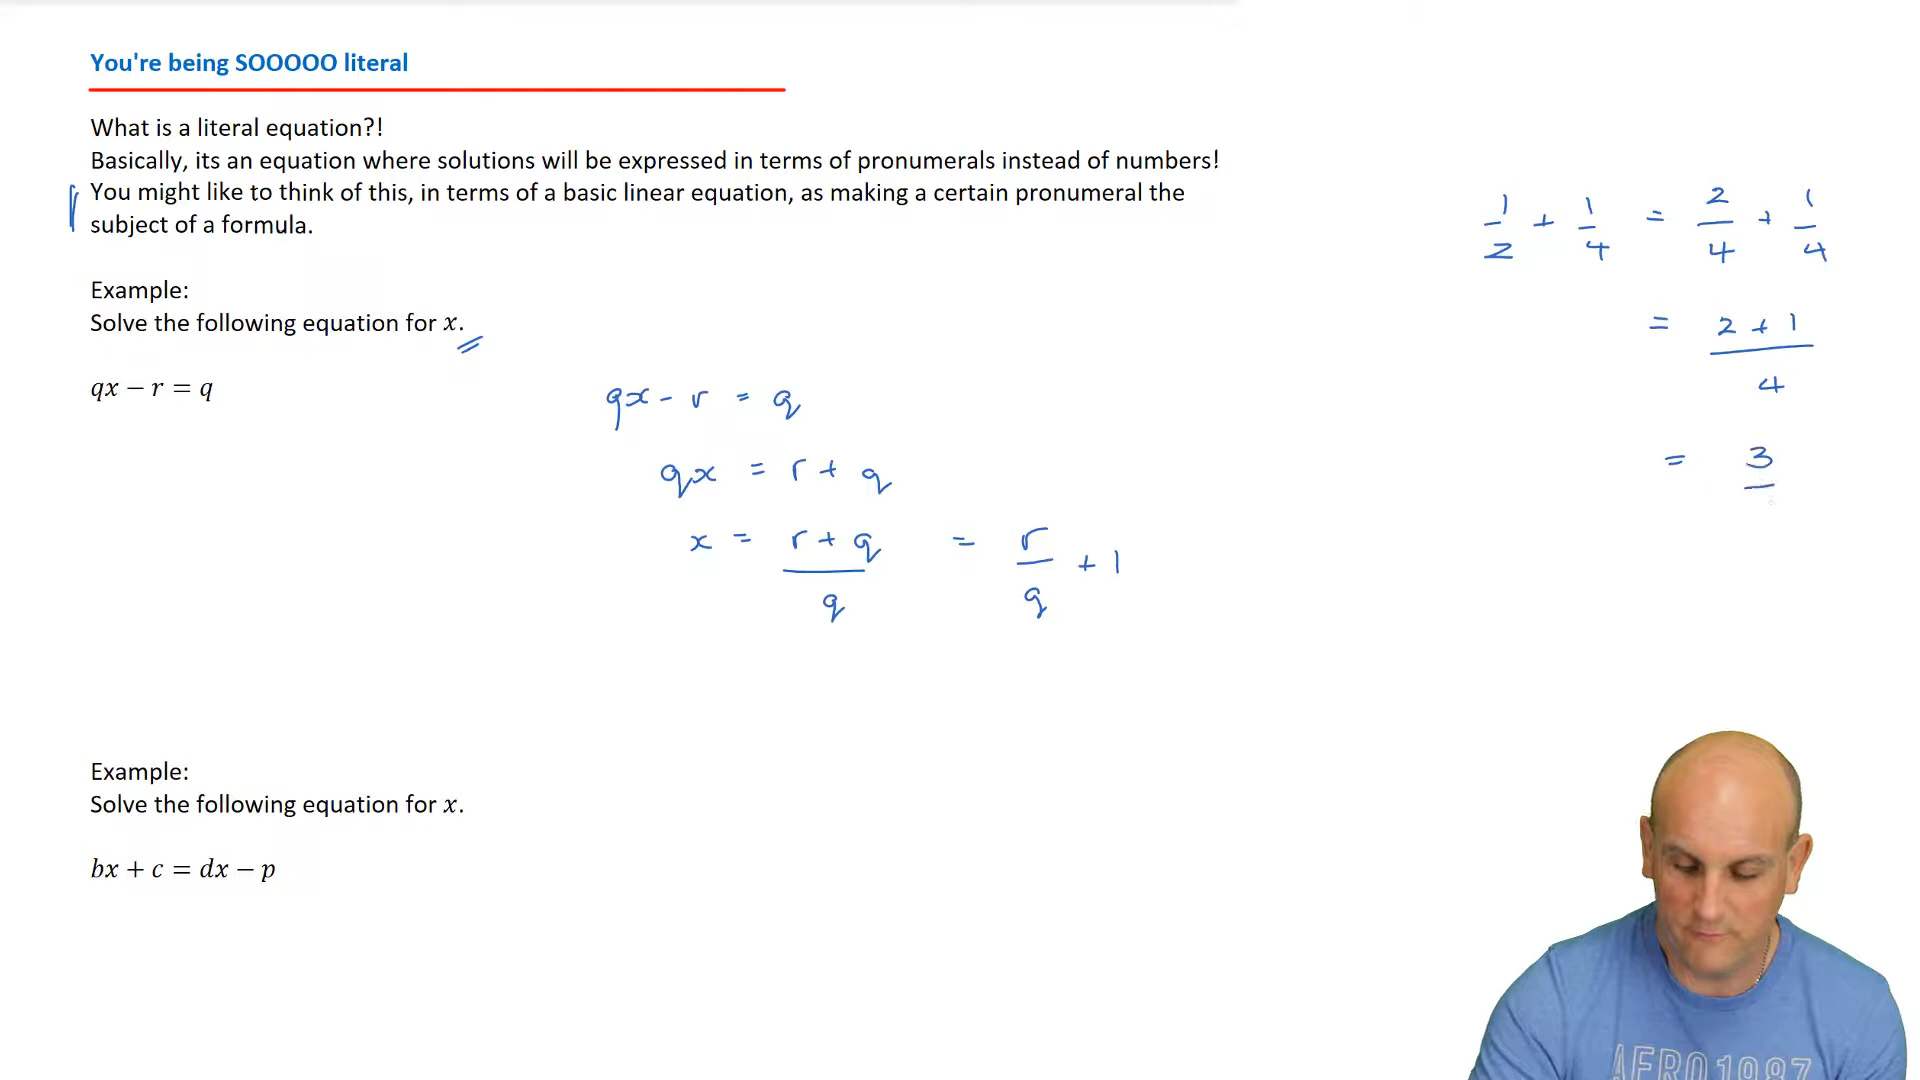 You're being SOOOOO literal
What is a literal equation?!
Basically, its an equation where solutions will be expressed in terms of pronumerals instead of numbers!
You might like to think of this, in terms of a basic linear equation, as making a certain pronumeral the
subject of a formula.
Example:
Solve the following equation for x.
qx − r = q
qx - r = q
qx = r + q
x = (r + q)/q = r/q + 1
1/2 + 1/4 = 2/4 + 1/4
= (2 + 1)/4
= 3/
Example:
Solve the following equation for x.
bx + c = dx − p
AERO 1987